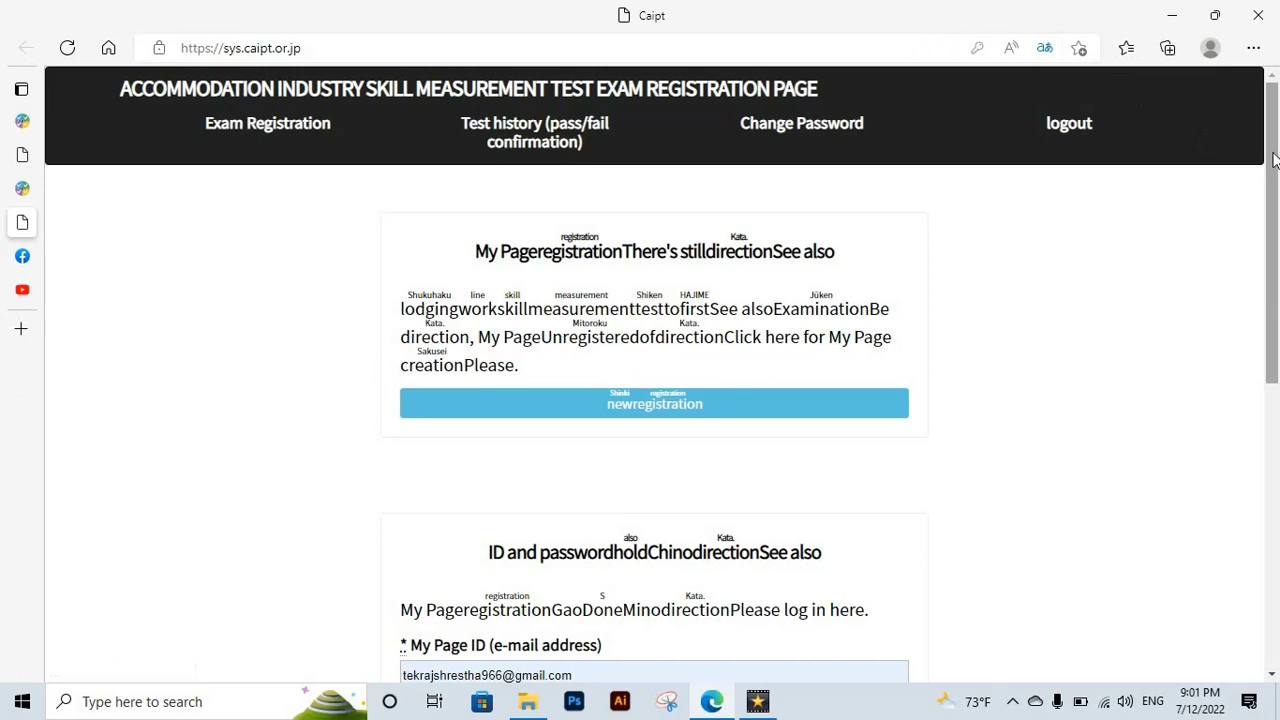 Caipt
https://sys.caipt.or.jp
ACCOMMODATION INDUSTRY SKILL MEASUREMENT TEST EXAM REGISTRATION PAGE
Exam Registration
Test history (pass/fail
confirmation)
Change Password
logout
registration Kata.
My PageregistrationThere's stilldirectionSee also
Shukuhaku line skill measurement Shiken HAJIME Jūken
lodgingworkskillmeasurementtesttofirstSee alsoExaminationBe
Kata. Mitoroku Kata.
direction, My PageUnregisteredofdirectionClick here for My Page
Sakusei
creationPlease.
Shinki registration
newregistration
also Kata.
ID and passwordholdChinodirectionSee also
registration S Kata.
My PageregistrationGaoDoneMinodirectionPlease log in here.
* My Page ID (e-mail address)
tekrajshrestha966@gmail.com
Type here to search
Ps
Ai
73°F
ENG
9:01 PM
7/12/2022